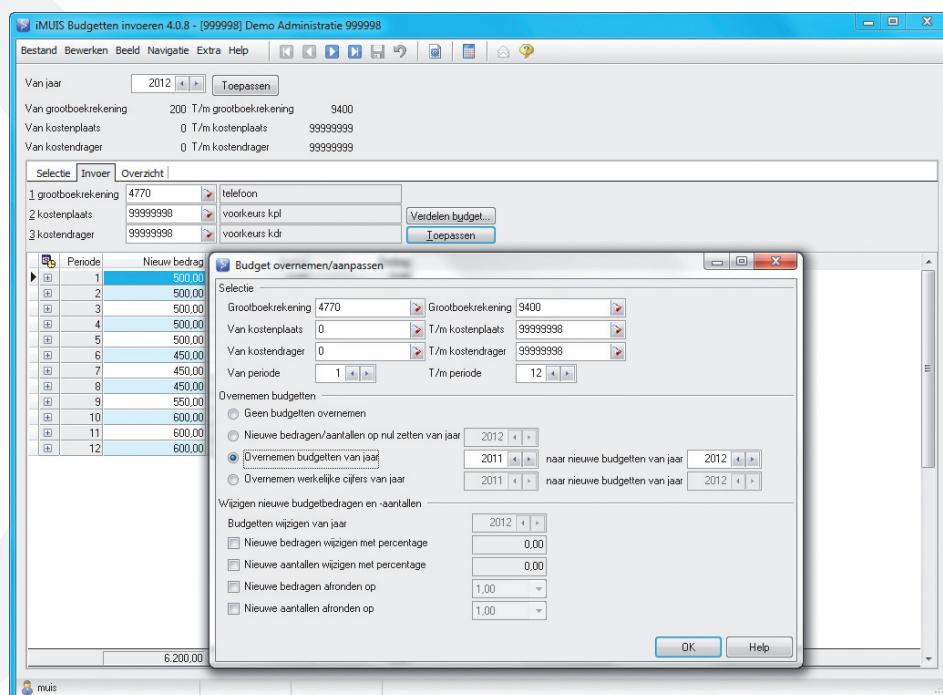 iMUIS Budgetten invoeren 4.0.8 - [999998] Demo Administratie 999998
Bestand Bewerken Beeld Navigatie Extra Help
Van jaar 2012 Toepassen
Van grootboekrekening 200 T/m grootboekrekening 9400
Van kostenplaats 0 T/m kostenplaats 99999999
Van kostendrager 0 T/m kostendrager 99999999
Selectie Invoer Overzicht
1 grootboekrekening 4770 telefoon
2 kostenplaats 99999998 voorkeurs kpl Verdelen budget...
3 kostendrager 99999998 voorkeurs kdr Toepassen
Periode Nieuw bedrag
1 500,00
2 500,00
3 500,00
4 500,00
5 500,00
6 450,00
7 450,00
8 450,00
9 550,00
10 600,00
11 600,00
12 600,00
6.200,00
Budget overnemen/aanpassen
Selectie
Grootboekrekening 4770 Grootboekrekening 9400
Van kostenplaats 0 T/m kostenplaats 99999998
Van kostendrager 0 T/m kostendrager 99999998
Van periode 1 T/m periode 12
Overnemen budgetten
Geen budgetten overnemen
Nieuwe bedragen/aantallen op nul zetten van jaar 2012
Overnemen budgetten van jaar 2011 naar nieuwe budgetten van jaar 2012
Overnemen werkelijke cijfers van jaar 2011 naar nieuwe budgetten van jaar 2012
Wijzigen nieuwe budgetbedragen en -aantallen
Budgetten wijzigen van jaar 2012
Nieuwe bedragen wijzigen met percentage 0,00
Nieuwe aantallen wijzigen met percentage 0,00
Nieuwe bedragen afronden op 1,00
Nieuwe aantallen afronden op 1,00
OK Help
muis